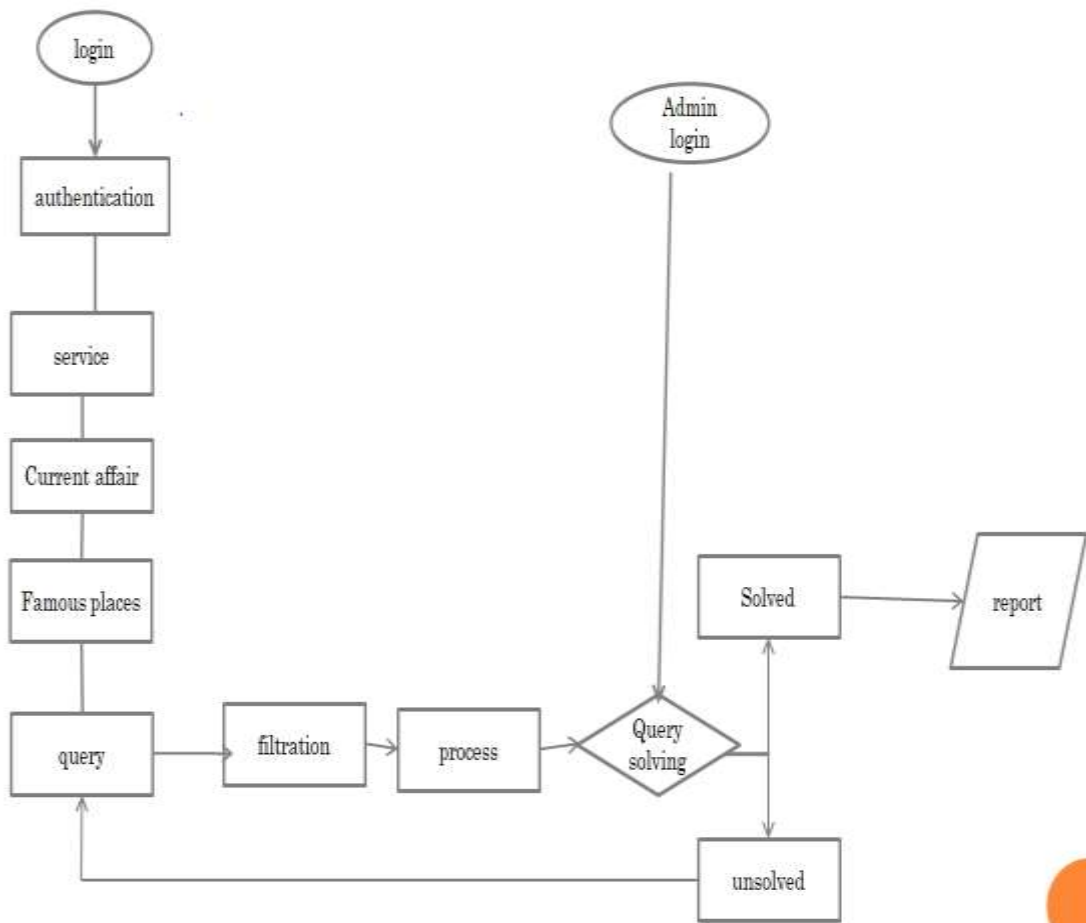 login
Admin
login
authentication
service
Current affair
Famous places
Solved
report
query
filtration
process
Query
solving
unsolved